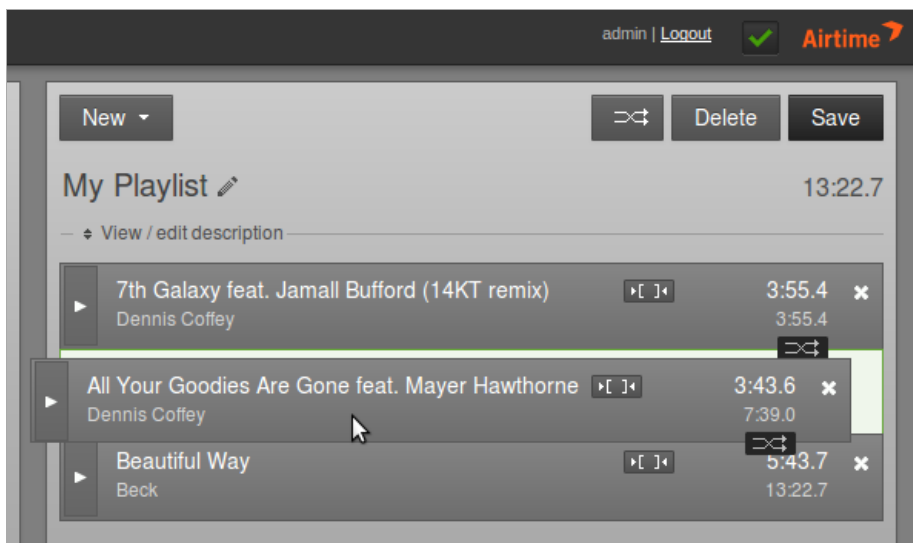 admin | Logout
Airtime
New
Delete
Save
My Playlist
13:22.7
View / edit description
7th Galaxy feat. Jamall Bufford (14KT remix)
3:55.4
Dennis Coffey
3:55.4
All Your Goodies Are Gone feat. Mayer Hawthorne
3:43.6
Dennis Coffey
7:39.0
Beautiful Way
5:43.7
Beck
13:22.7